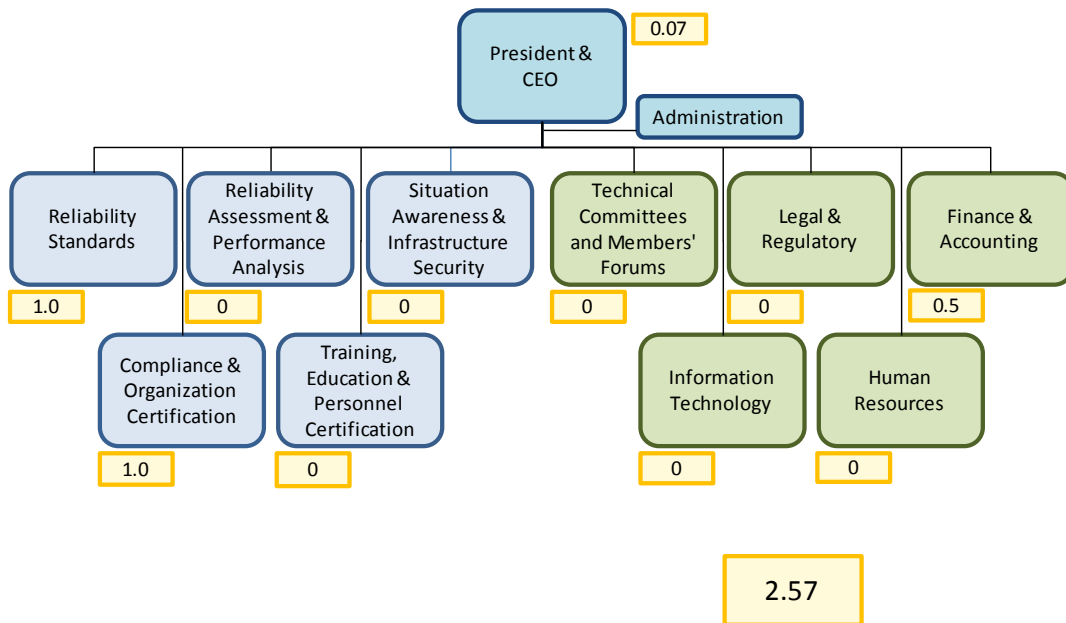 0.07
President &
CEO
Administration
Reliability
Standards
Reliability
Assessment &
Performance
Analysis
Situation
Awareness &
Infrastructure
Security
Technical
Committees
and Members'
Forums
Legal &
Regulatory
Finance &
Accounting
1.0
0
0
0
0
0.5
Compliance &
Organization
Certification
Training,
Education &
Personnel
Certification
Information
Technology
Human
Resources
1.0
0
0
0
2.57